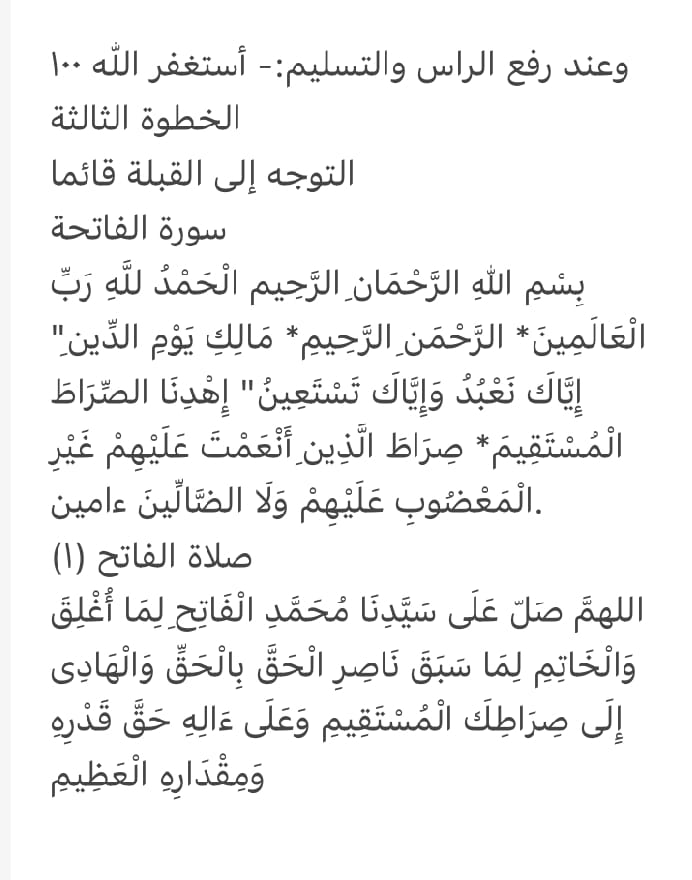 وعند رفع الراس والتسليم:- أستغفر الله ١٠٠
الخطوة الثالثة
التوجه إلى القبلة قائما
سورة الفاتحة
بِسْمِ اللهِ الرَّحْمَانِ الرَّحِيم الْحَمْدُ للَّهِ رَبِّ
الْعَالَمِينَ* الرَّحْمَنِ الرَّحِيمِ* مَالِكِ يَوْمِ الدِّينِ"
إِيَّاكَ نَعْبُدُ وَإِيَّاكَ تَسْتَعِينُ" إِهْدِنَا الصِّرَاطَ
الْمُسْتَقِيمَ* صِرَاطَ الَّذِينِ أَنْعَمْتَ عَلَيْهِمْ غَيْرِ
الْمَعْضُوبِ عَلَيْهِمْ وَلَا الضَّالِّينَ ءامين.
صلاة الفاتح (١)
اللهمَّ صَلّ عَلَى سَيَّدِنَا مُحَمَّدِ الْفَاتِحِ لِمَا أُغْلِقَ
وَالْخَاتِمِ لِمَا سَبَقَ نَاصِرِ الْحَقَّ بِالْحَقِّ وَالْهَادِى
إِلَى صِرَاطِكَ الْمُسْتَقِيمِ وَعَلَى ءَالِهِ حَقَّ قَدْرِهِ
وَمِقْدَارِهِ الْعَظِيمِ